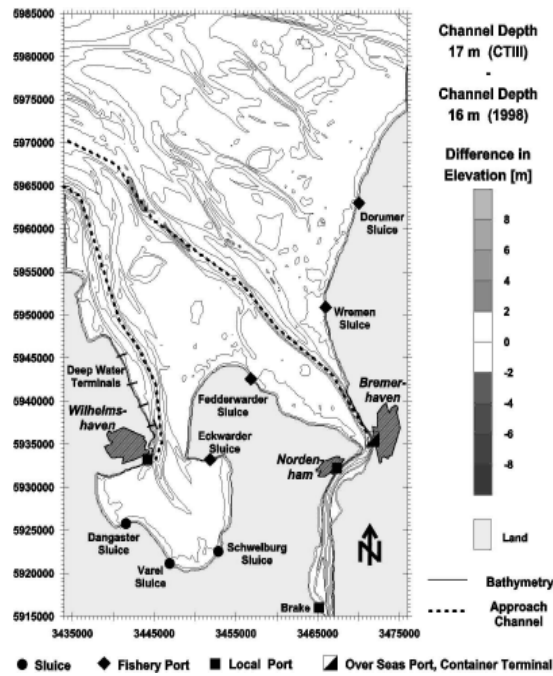 5985000
5980000
5975000
5970000
5965000
5960000
5955000
5950000
5945000
5940000
5935000
5930000
5925000
5920000
5915000
3435000
3445000
3455000
3465000
3475000
Dorumer
Sluice
Wremen
Sluice
Deep Water
Terminals
Wilhelms-
haven
Fedderwarder
Sluice
Eckwarder
Sluice
Bremer-
haven
Norden-
ham
Dangaster
Sluice
Varel
Sluice
Schwelburg
Sluice
Brake
N
Channel Depth
17 m (CTIII)
-
Channel Depth
16 m (1998)
Difference in
Elevation [m]
8
6
4
2
0
-2
-4
-6
-8
Land
Bathymetry
Approach
Channel
Sluice
Fishery Port
Local Port
Over Seas Port, Container Terminal